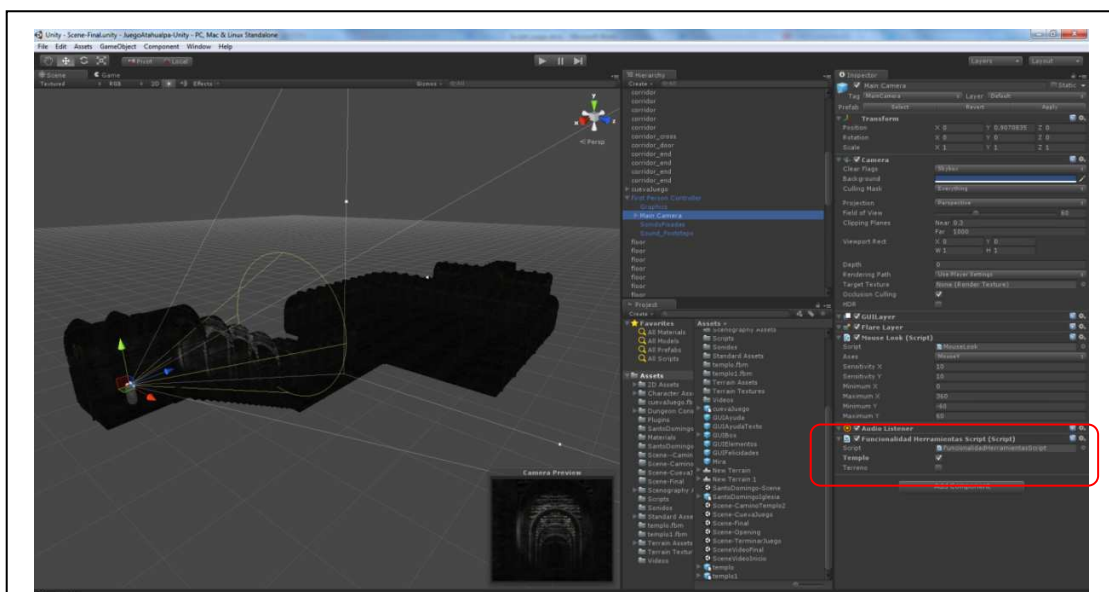 Unity - Scene-Final.unity - JuegoAtahualpa-Unity - PC, Mac & Linux Standalone
File Edit Assets GameObject Component Window Help
Pivot Local
Layers Layout
Scene Game
Textured RGB 2D Effects Gizmos
y
x z
Persp
Camera Preview
Hierarchy
Create
corridor
corridor
corridor
corridor
corridor
corridor_cross
corridor_door
corridor_end
corridor_end
corridor_end
corridor_end
cuevaJuego
First Person Controller
Graphics
Main Camera
SonidoPisadas
Sound_Footsteps
floor
floor
floor
floor
floor
floor
floor
Project
Create
Favorites
All Materials
All Models
All Prefabs
All Scripts
Assets
2D Assets
Character Ass
cuevaJuego.fb
Dungeon Cons
Plugins
SantoDomingo
Materials
SantoDomingo
Scene--Camin
Scene-Camino
Scene-CuevaJ
Scene-Final
Scenography A
Scripts
Sonidos
Standard Asse
templo.fbm
templo1.fbm
Terrain Assets
Terrain Textur
Videos
Assets
Scenography Assets
Scripts
Sonidos
Standard Assets
templo.fbm
templo1.fbm
Terrain Assets
Terrain Textures
Videos
cuevaJuego
GUIAyuda
GUIAyudaTexto
GUIBox
GUIElementos
GUIFelicidades
Mira
New Terrain
New Terrain 1
SantoDomingo-Scene
SantoDomingoIglesia
Scene-CaminoTemplo2
Scene-CuevaJuego
Scene-Final
Scene-Opening
Scene-TerminarJuego
SceneVideoFinal
SceneVideoInicio
templo
templo1
Inspector
Main Camera Static
Tag MainCamera Layer Default
Prefab Select Revert Apply
Transform
Position X 0 Y 0.9070835 Z 0
Rotation X 0 Y 0 Z 0
Scale X 1 Y 1 Z 1
Camera
Clear Flags Skybox
Background
Culling Mask Everything
Projection Perspective
Field of View 60
Clipping Planes Near 0.3
Far 1000
Viewport Rect X 0 Y 0
W 1 H 1
Depth 0
Rendering Path Use Player Settings
Target Texture None (Render Texture)
Occlusion Culling
HDR
GUILayer
Flare Layer
Mouse Look (Script)
Script MouseLook
Axes MouseY
Sensitivity X 10
Sensitivity Y 10
Minimum X 0
Maximum X 360
Minimum Y -60
Maximum Y 60
Audio Listener
Funcionalidad Herramientas Script (Script)
Script FuncionalidadHerramientasScript
Templo
Terreno
Add Component